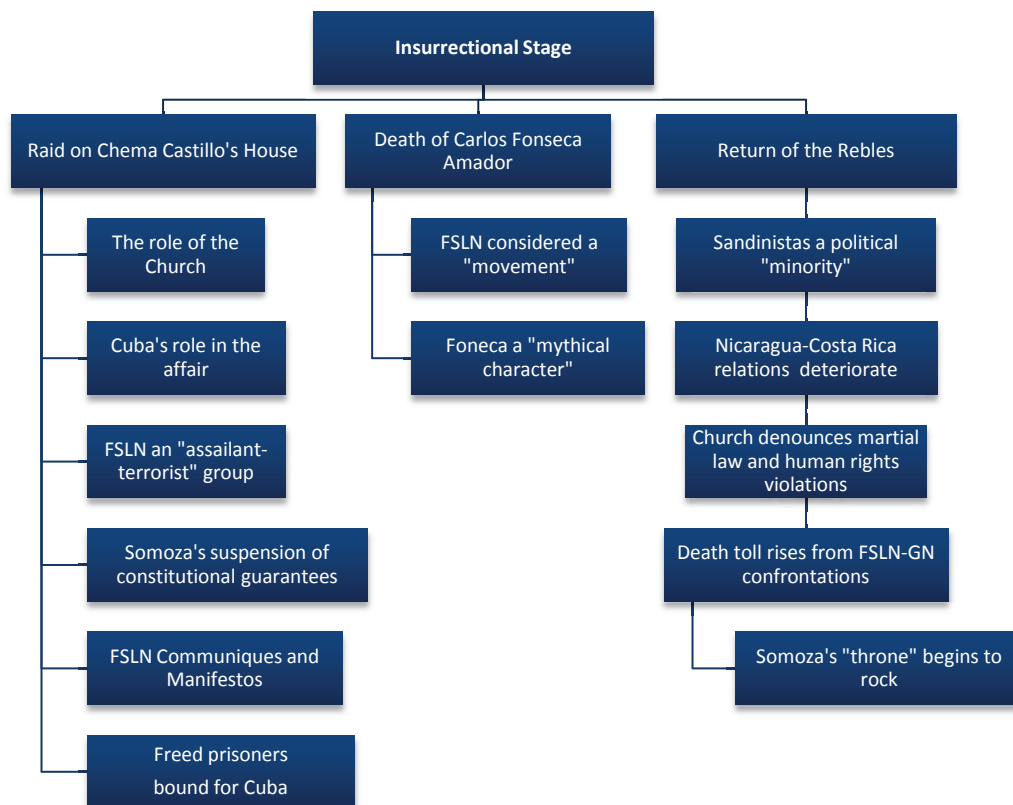 Insurrectional Stage
Raid on Chema Castillo's House
The role of the
Church
Cuba's role in the
affair
FSLN an "assailant-
terrorist" group
Somoza's suspension of
constitutional guarantees
FSLN Communiques and
Manifestos
Freed prisoners
bound for Cuba
Death of Carlos Fonseca
Amador
FSLN considered a
"movement"
Foneca a "mythical
character"
Return of the Rebles
Sandinistas a political
"minority"
Nicaragua-Costa Rica
relations deteriorate
Church denounces martial
law and human rights
violations
Death toll rises from FSLN-GN
confrontations
Somoza's "throne" begins to
rock